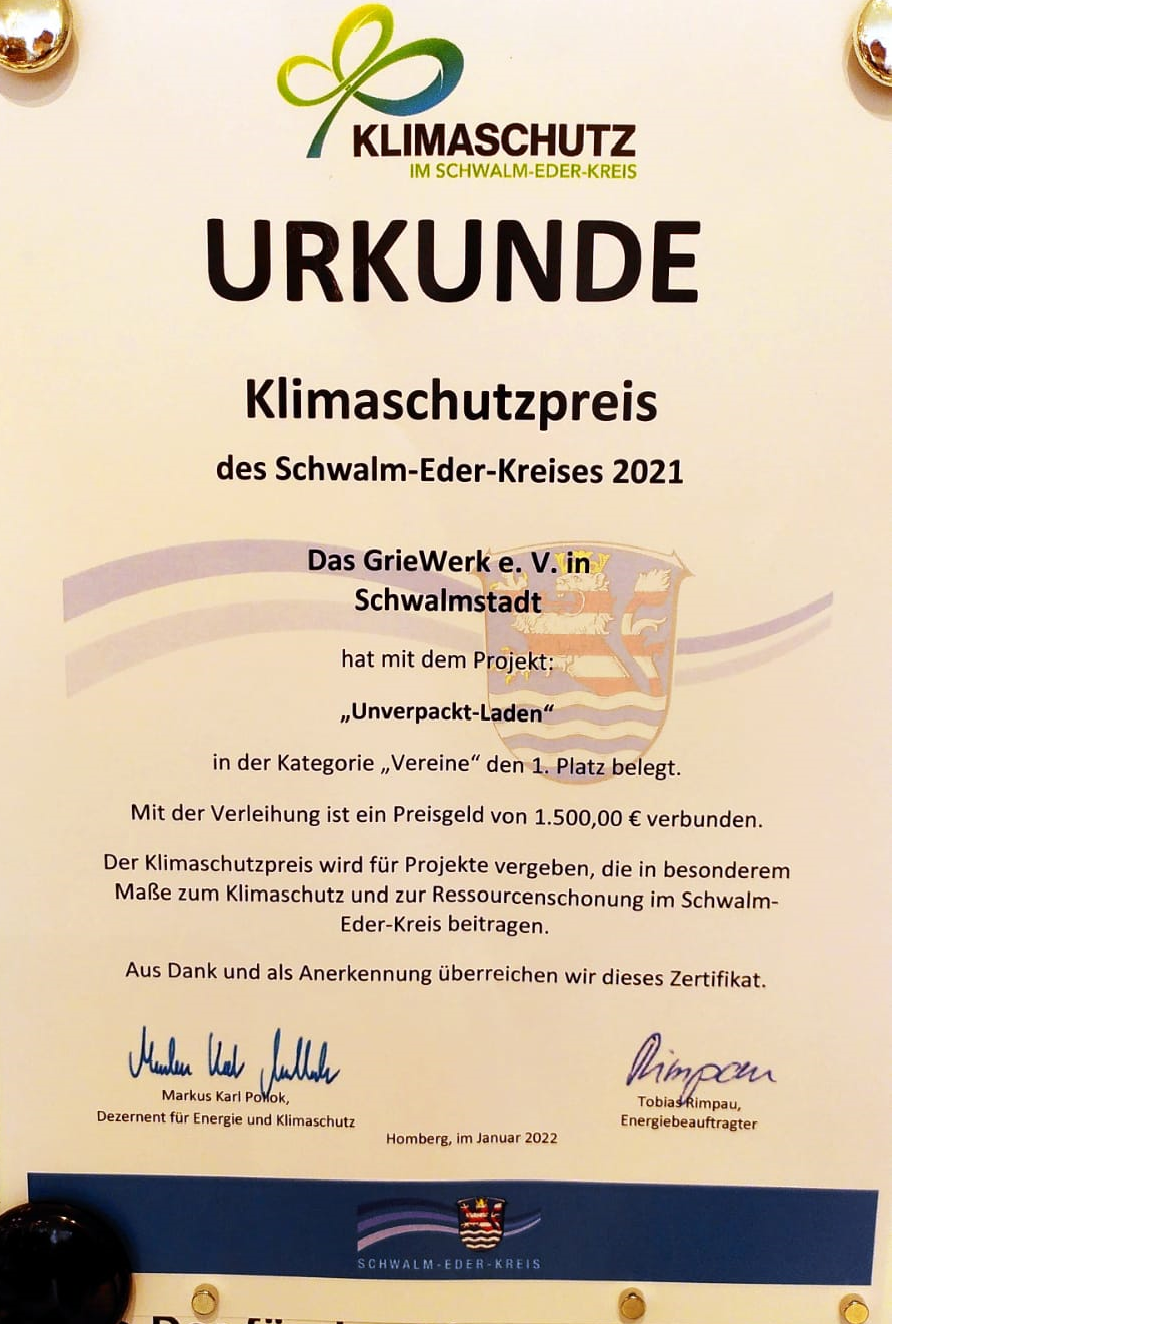 KLIMASCHUTZ
IM SCHWALM-EDER-KREIS
URKUNDE
Klimaschutzpreis
des Schwalm-Eder-Kreises 2021
Das GrieWerk e. V. in
Schwalmstadt
hat mit dem Projekt:
„Unverpackt-Laden“
in der Kategorie „Vereine“ den 1. Platz belegt.
Mit der Verleihung ist ein Preisgeld von 1.500,00 € verbunden.
Der Klimaschutzpreis wird für Projekte vergeben, die in besonderem
Maße zum Klimaschutz und zur Ressourcenschonung im Schwalm-
Eder-Kreis beitragen.
Aus Dank und als Anerkennung überreichen wir dieses Zertifikat.
Rimpau
Markus Karl Pollok,
Dezernent für Energie und Klimaschutz
Tobias Rimpau,
Energiebeauftragter
Homberg, im Januar 2022
SCHWALM-EDER-KREIS